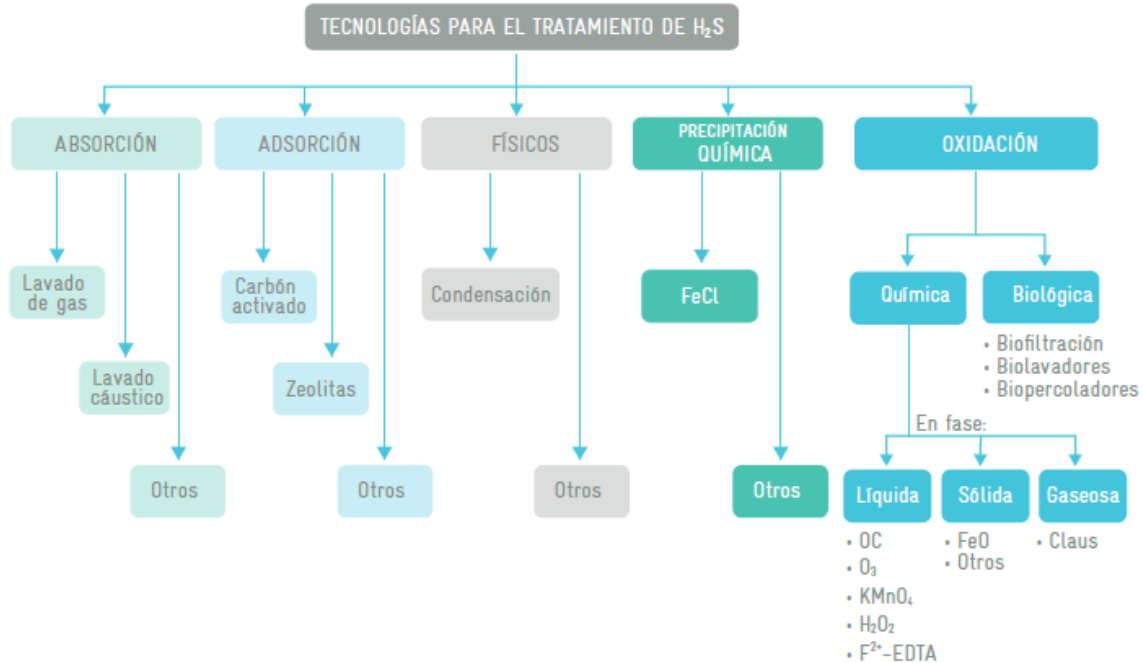 TECNOLOGÍAS PARA EL TRATAMIENTO DE H₂S
ABSORCIÓN
ADSORCIÓN
FÍSICOS
PRECIPITACIÓN
QUÍMICA
OXIDACIÓN
Lavado
de gas
Carbón
activado
Condensación
FeCl
Química
Biológica
• Biofiltración
• Biolavadores
• Biopercoladores
Lavado
cáustico
Zeolitas
En fase:
Otros
Otros
Otros
Otros
Líquida
Sólida
Gaseosa
• OC
• O₃
• KMnO₄
• H₂O₂
• F²⁺-EDTA
• FeO
• Otros
• Claus